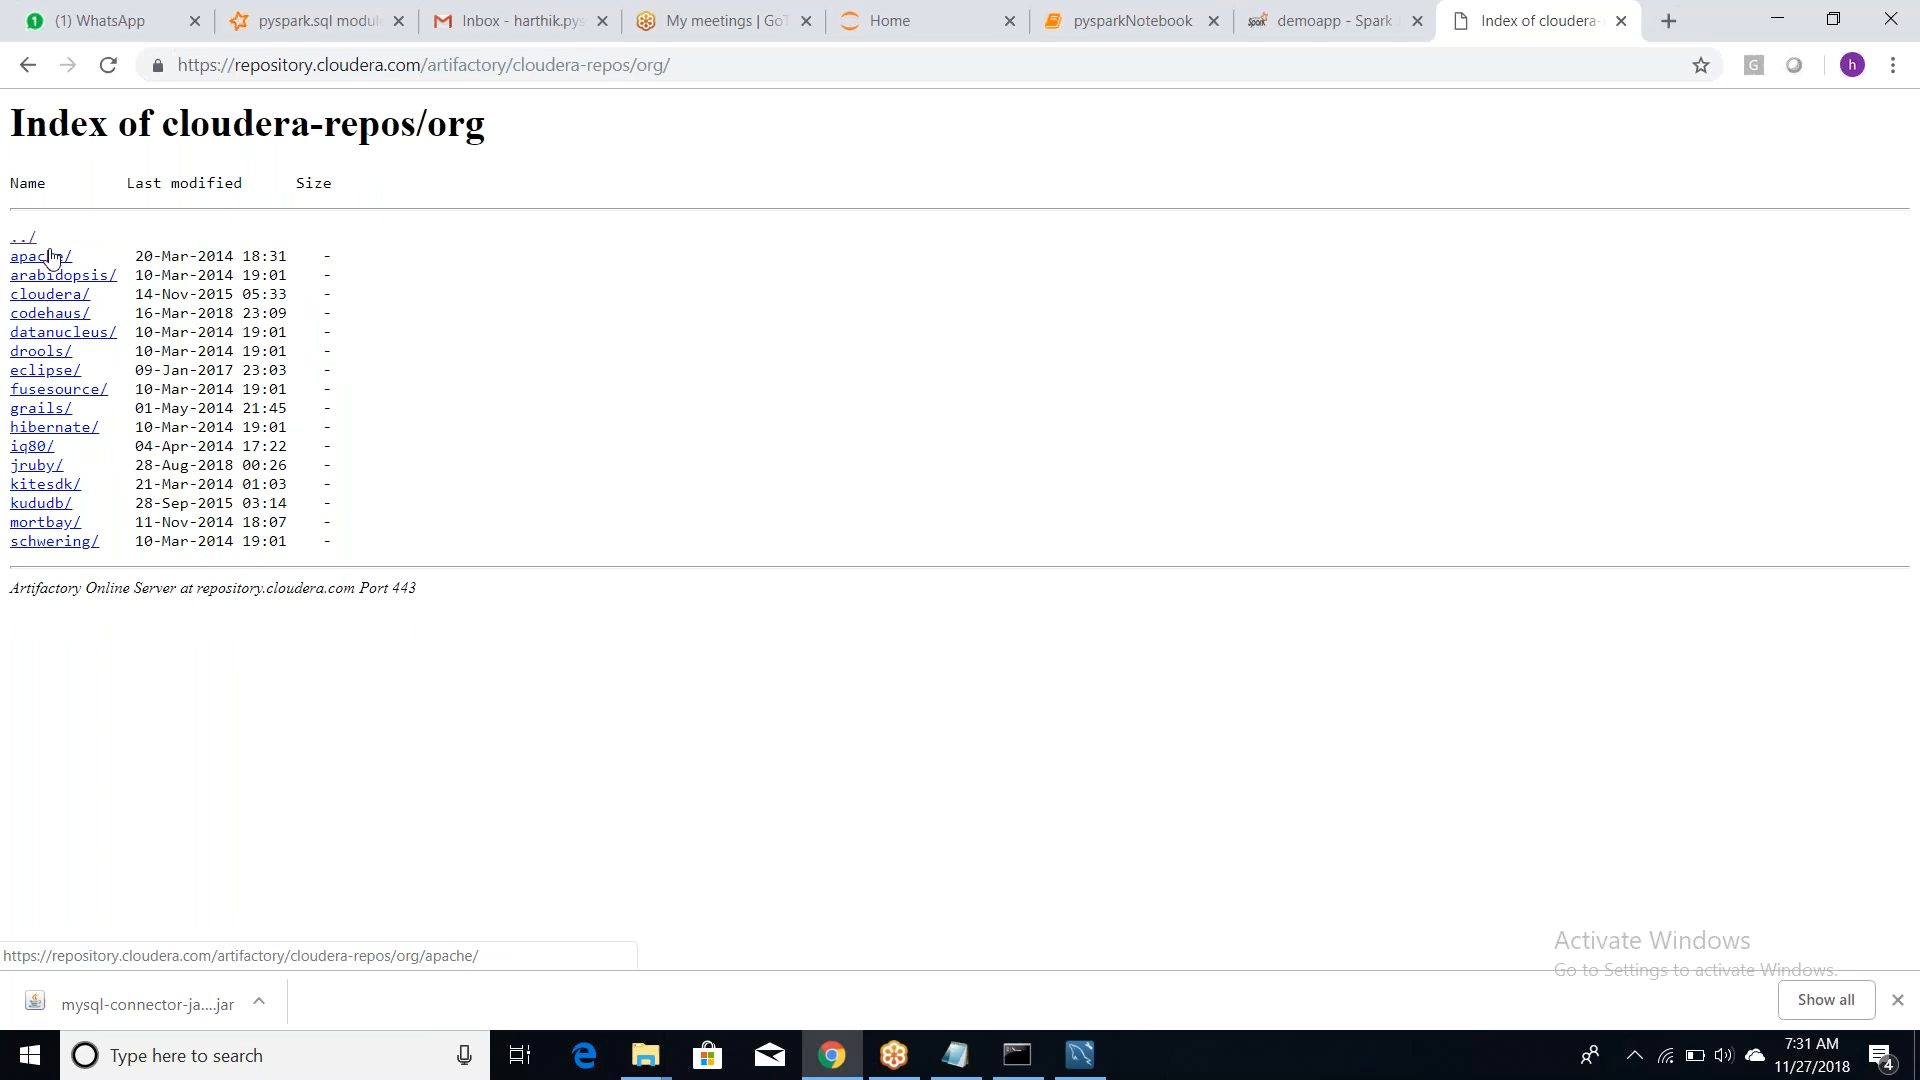 (1) WhatsApp
pyspark.sql modul
Inbox - harthik.pys
My meetings | GoT
Home
pysparkNotebook
demoapp - Spark
Index of cloudera-
https://repository.cloudera.com/artifactory/cloudera-repos/org/
G
h
Index of cloudera-repos/org
Name Last modified Size
../
apache/ 20-Mar-2014 18:31 -
arabidopsis/ 10-Mar-2014 19:01 -
cloudera/ 14-Nov-2015 05:33 -
codehaus/ 16-Mar-2018 23:09 -
datanucleus/ 10-Mar-2014 19:01 -
drools/ 10-Mar-2014 19:01 -
eclipse/ 09-Jan-2017 23:03 -
fusesource/ 10-Mar-2014 19:01 -
grails/ 01-May-2014 21:45 -
hibernate/ 10-Mar-2014 19:01 -
iq80/ 04-Apr-2014 17:22 -
jruby/ 28-Aug-2018 00:26 -
kitesdk/ 21-Mar-2014 01:03 -
kududb/ 28-Sep-2015 03:14 -
mortbay/ 11-Nov-2014 18:07 -
schwering/ 10-Mar-2014 19:01 -
Artifactory Online Server at repository.cloudera.com Port 443
Activate Windows
Go to Settings to activate Windows.
https://repository.cloudera.com/artifactory/cloudera-repos/org/apache/
mysql-connector-ja....jar
Show all
Type here to search
7:31 AM
11/27/2018
4